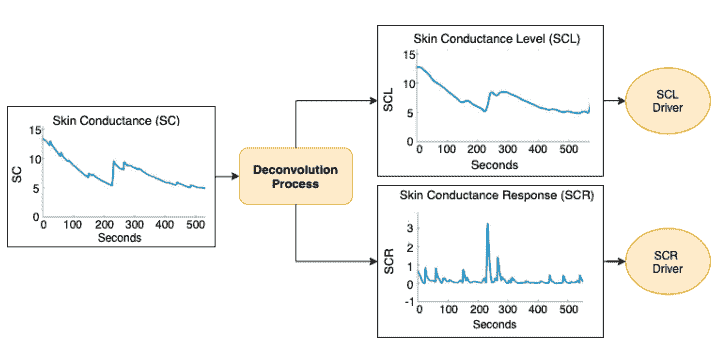 Skin Conductance (SC)
15
10
5
0
SC
0 100 200 300 400 500
Seconds
Deconvolution
Process
Skin Conductance Level (SCL)
15
10
5
0
SCL
0 100 200 300 400 500
Seconds
SCL
Driver
Skin Conductance Response (SCR)
3
2
1
0
-1
SCR
0 100 200 300 400 500
Seconds
SCR
Driver